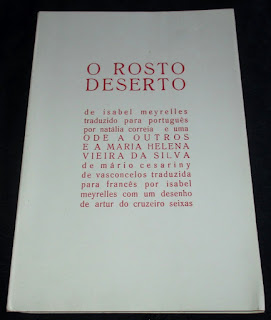 O ROSTO
DESERTO
de isabel meyrelles
traduzido para português
por natália correia e uma
ODE A OUTROS
E A MARIA HELENA
VIEIRA DA SILVA
de mário cesariny
de vasconcelos traduzida
para francês por isabel
meyrelles com um desenho
de artur do cruzeiro seixas